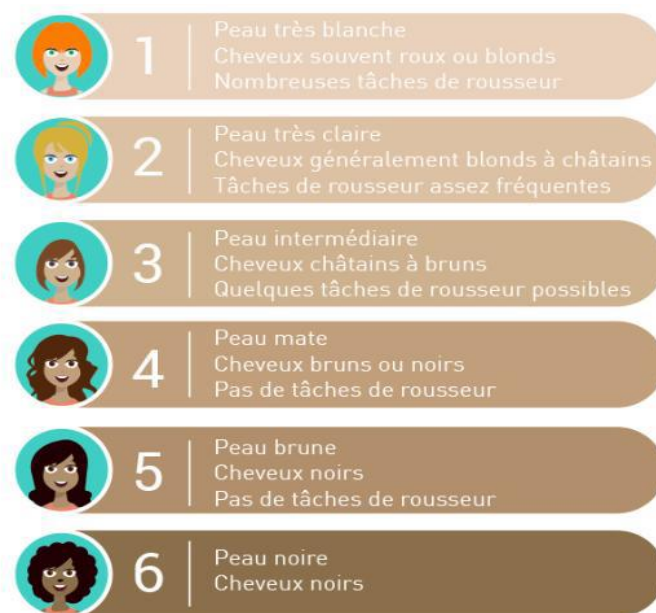 1
Peau très blanche
Cheveux souvent roux ou blonds
Nombreuses tâches de rousseur
2
Peau très claire
Cheveux généralement blonds à châtains
Tâches de rousseur assez fréquentes
3
Peau intermédiaire
Cheveux châtains à bruns
Quelques tâches de rousseur possibles
4
Peau mate
Cheveux bruns ou noirs
Pas de tâches de rousseur
5
Peau brune
Cheveux noirs
Pas de tâches de rousseur
6
Peau noire
Cheveux noirs